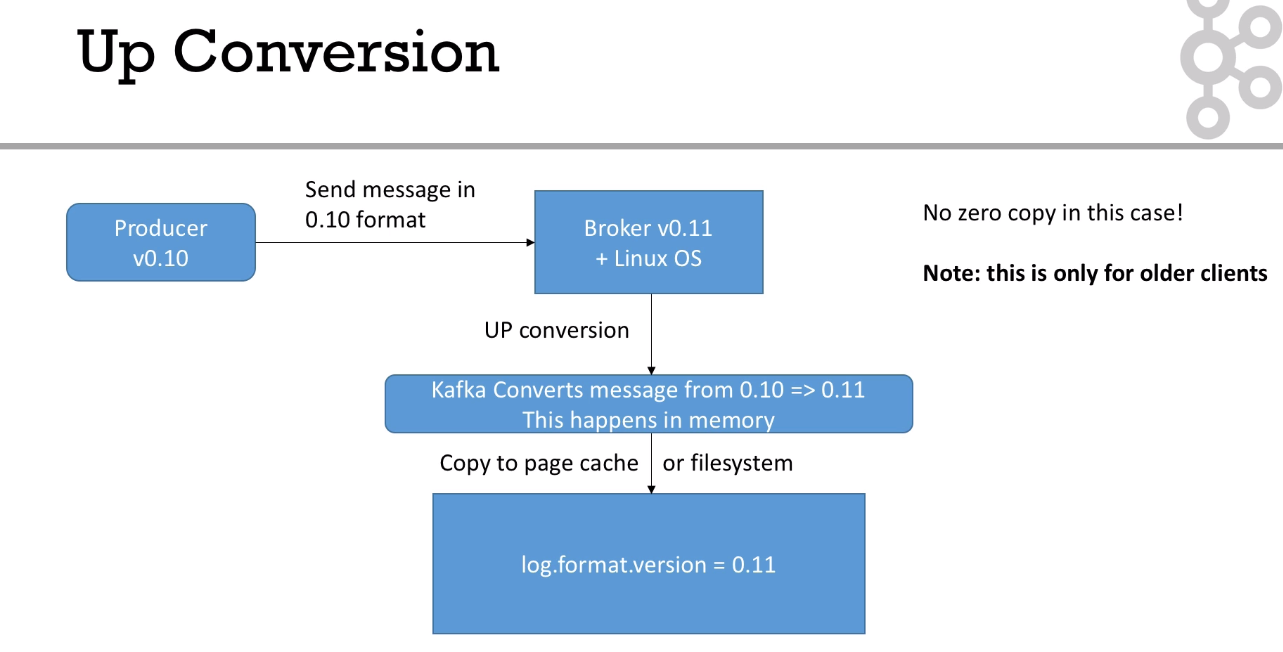 Up Conversion
Send message in
0.10 format
Producer
v0.10
Broker v0.11
+ Linux OS
No zero copy in this case!
Note: this is only for older clients
UP conversion
Kafka Converts message from 0.10 => 0.11
This happens in memory
Copy to page cache
or filesystem
log.format.version = 0.11